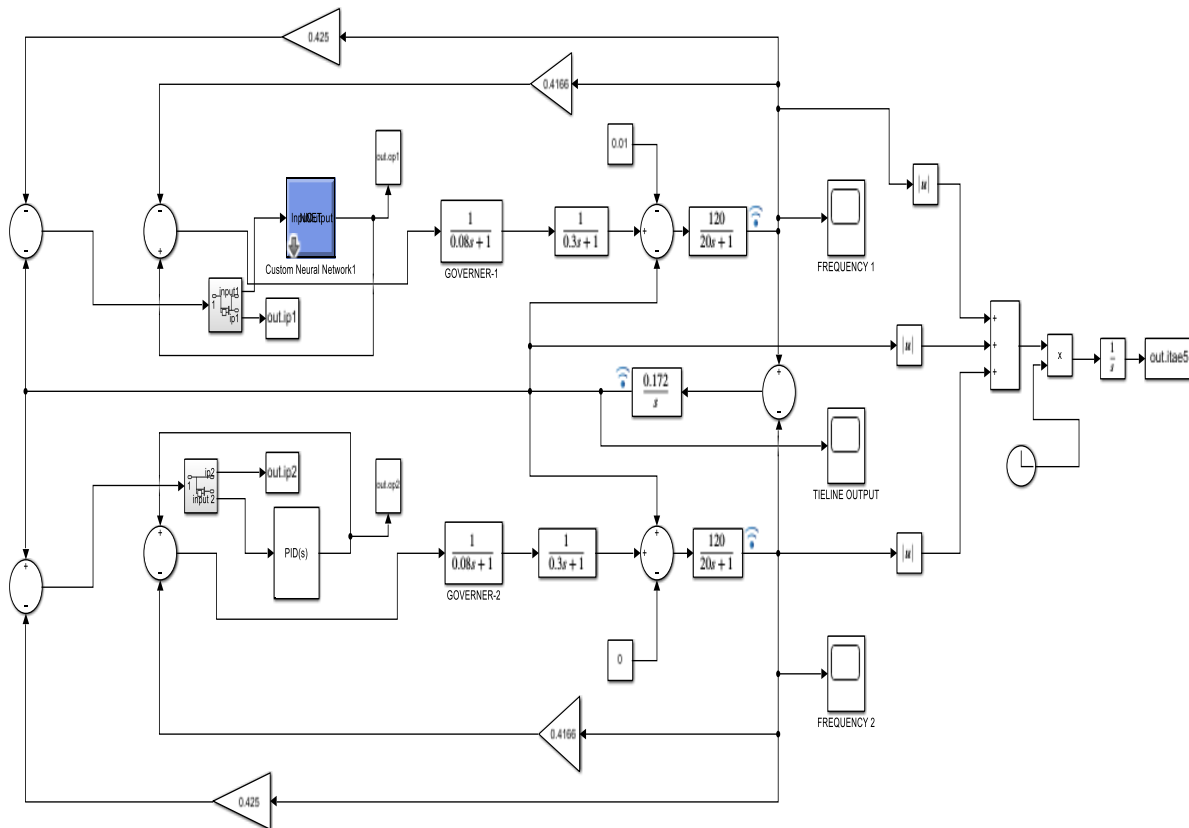 0.425
0.4166
out.op1
0.01
|u|
- - + - + -
Custom Neural Network1
1
0.08s+1
GOVERNER-1
1
0.3s+1
120
20s+1
FREQUENCY 1
1
input1
ip1
out.ip1
+
+
+
|u|
x
1
s
out.itae5
0.172
s
+
-
TIELINE OUTPUT
1
ip2
input 2
out.ip2
out.op2
PID(s)
+
-
+
-
1
0.08s+1
GOVERNER-2
1
0.3s+1
+
+
-
120
20s+1
|u|
0
FREQUENCY 2
0.4166
0.425